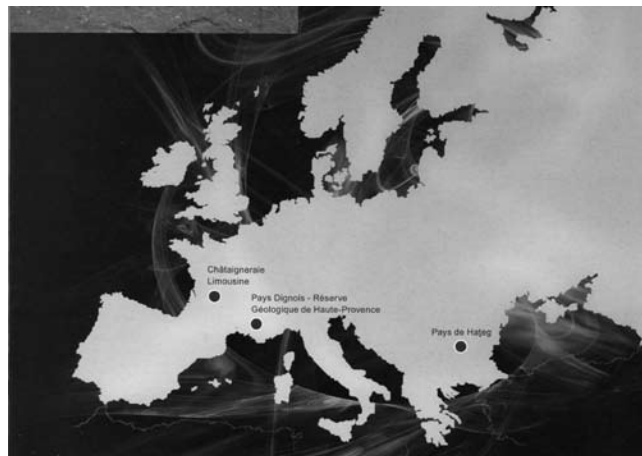 Châtaigneraie
Limousine
Pays Dignois - Réserve
Géologique de Haute-Provence
Pays de Haţeg